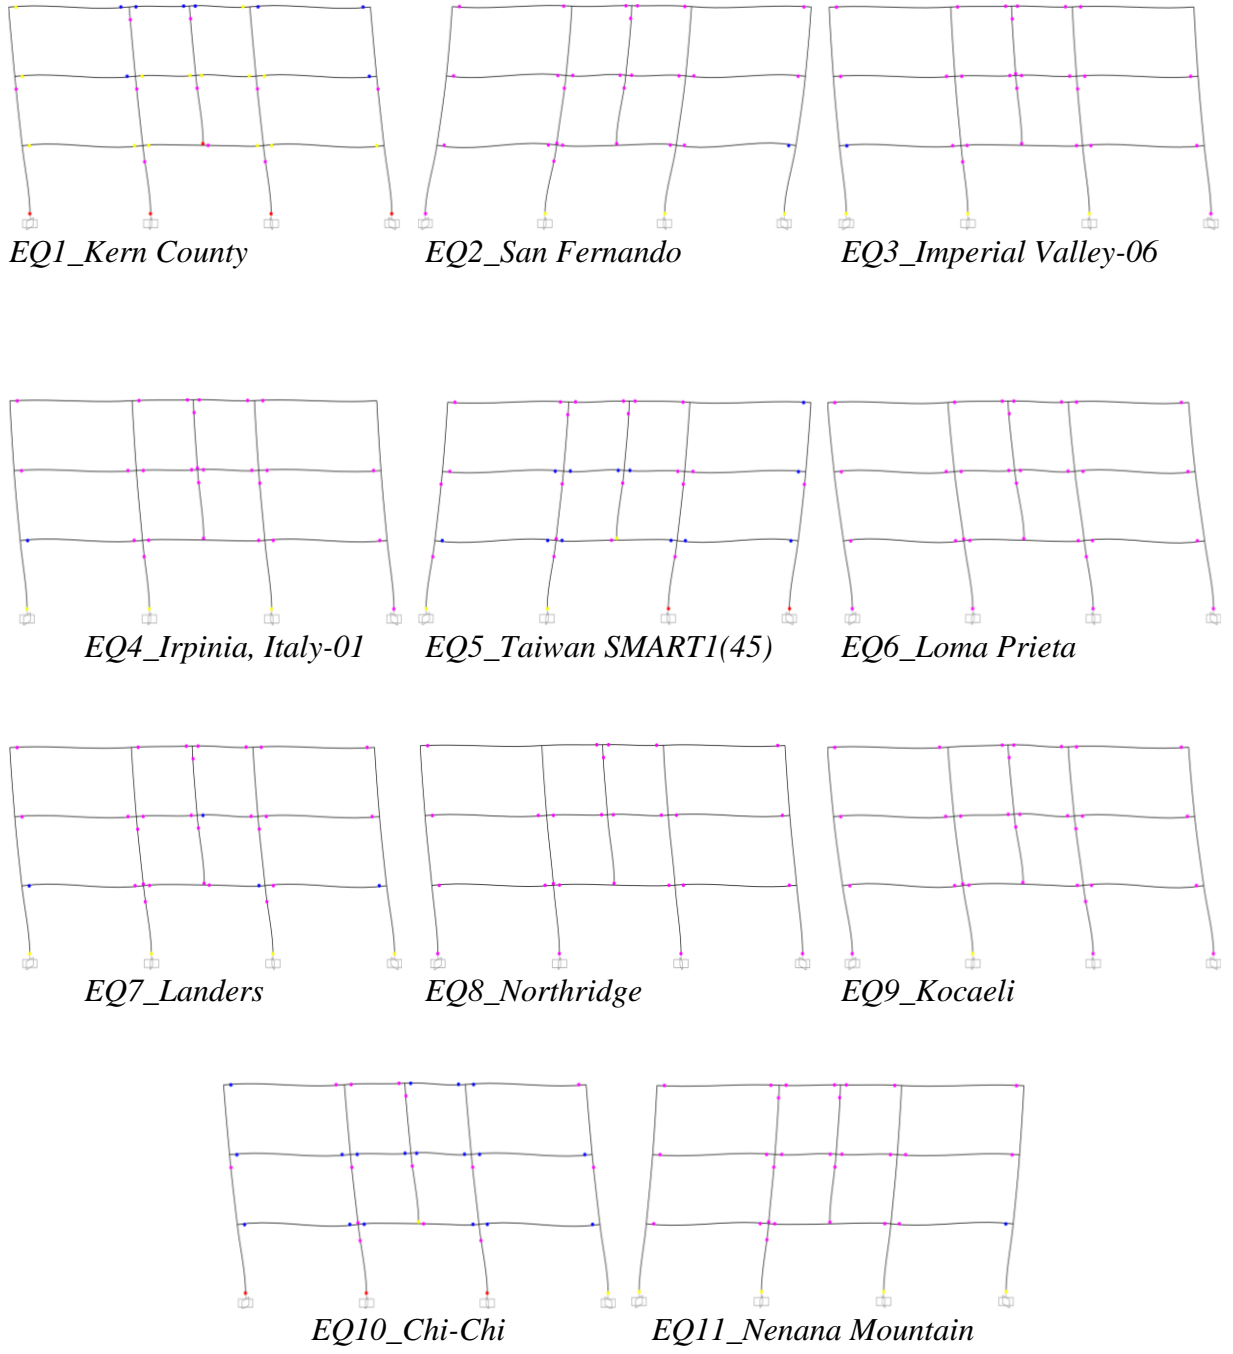 EQ1_Kern County
EQ2_San Fernando
EQ3_Imperial Valley-06
EQ4_Irpinia, Italy-01
EQ5_Taiwan SMART1(45)
EQ6_Loma Prieta
EQ7_Landers
EQ8_Northridge
EQ9_Kocaeli
EQ10_Chi-Chi
EQ11_Nenana Mountain